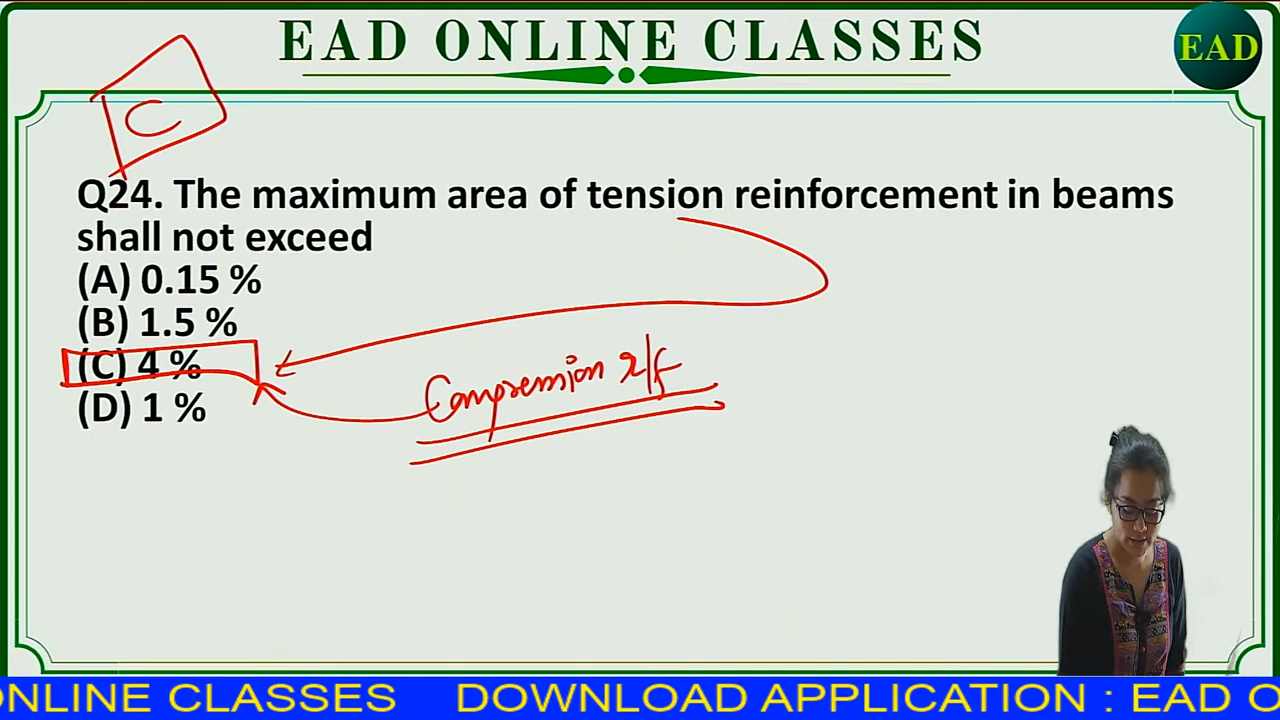 EAD ONLINE CLASSES
EAD
C
Q24. The maximum area of tension reinforcement in beams
shall not exceed
(A) 0.15 %
(B) 1.5 %
(C) 4 %
(D) 1 %
Compression r/f
ONLINE CLASSES DOWNLOAD APPLICATION : EAD O